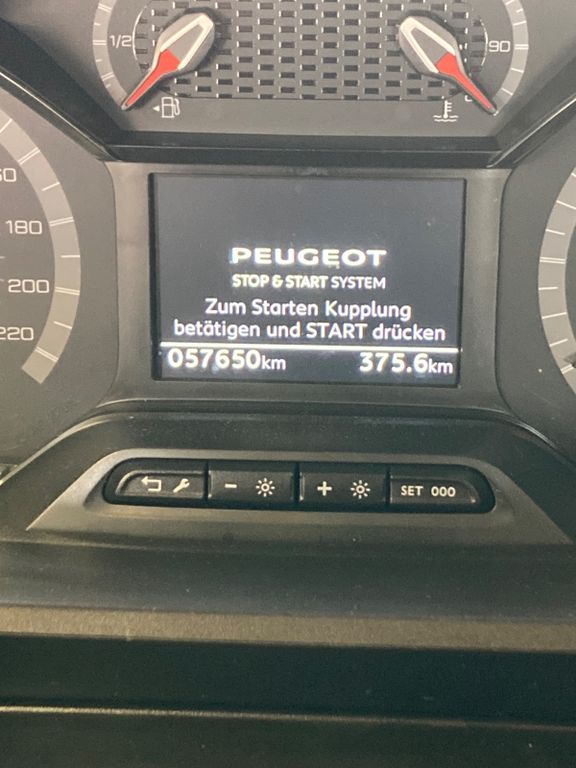 1/2
90
PEUGEOT
STOP & START SYSTEM
Zum Starten Kupplung
betätigen und START drücken
057650km 375.6km
180
200
220
SET 000